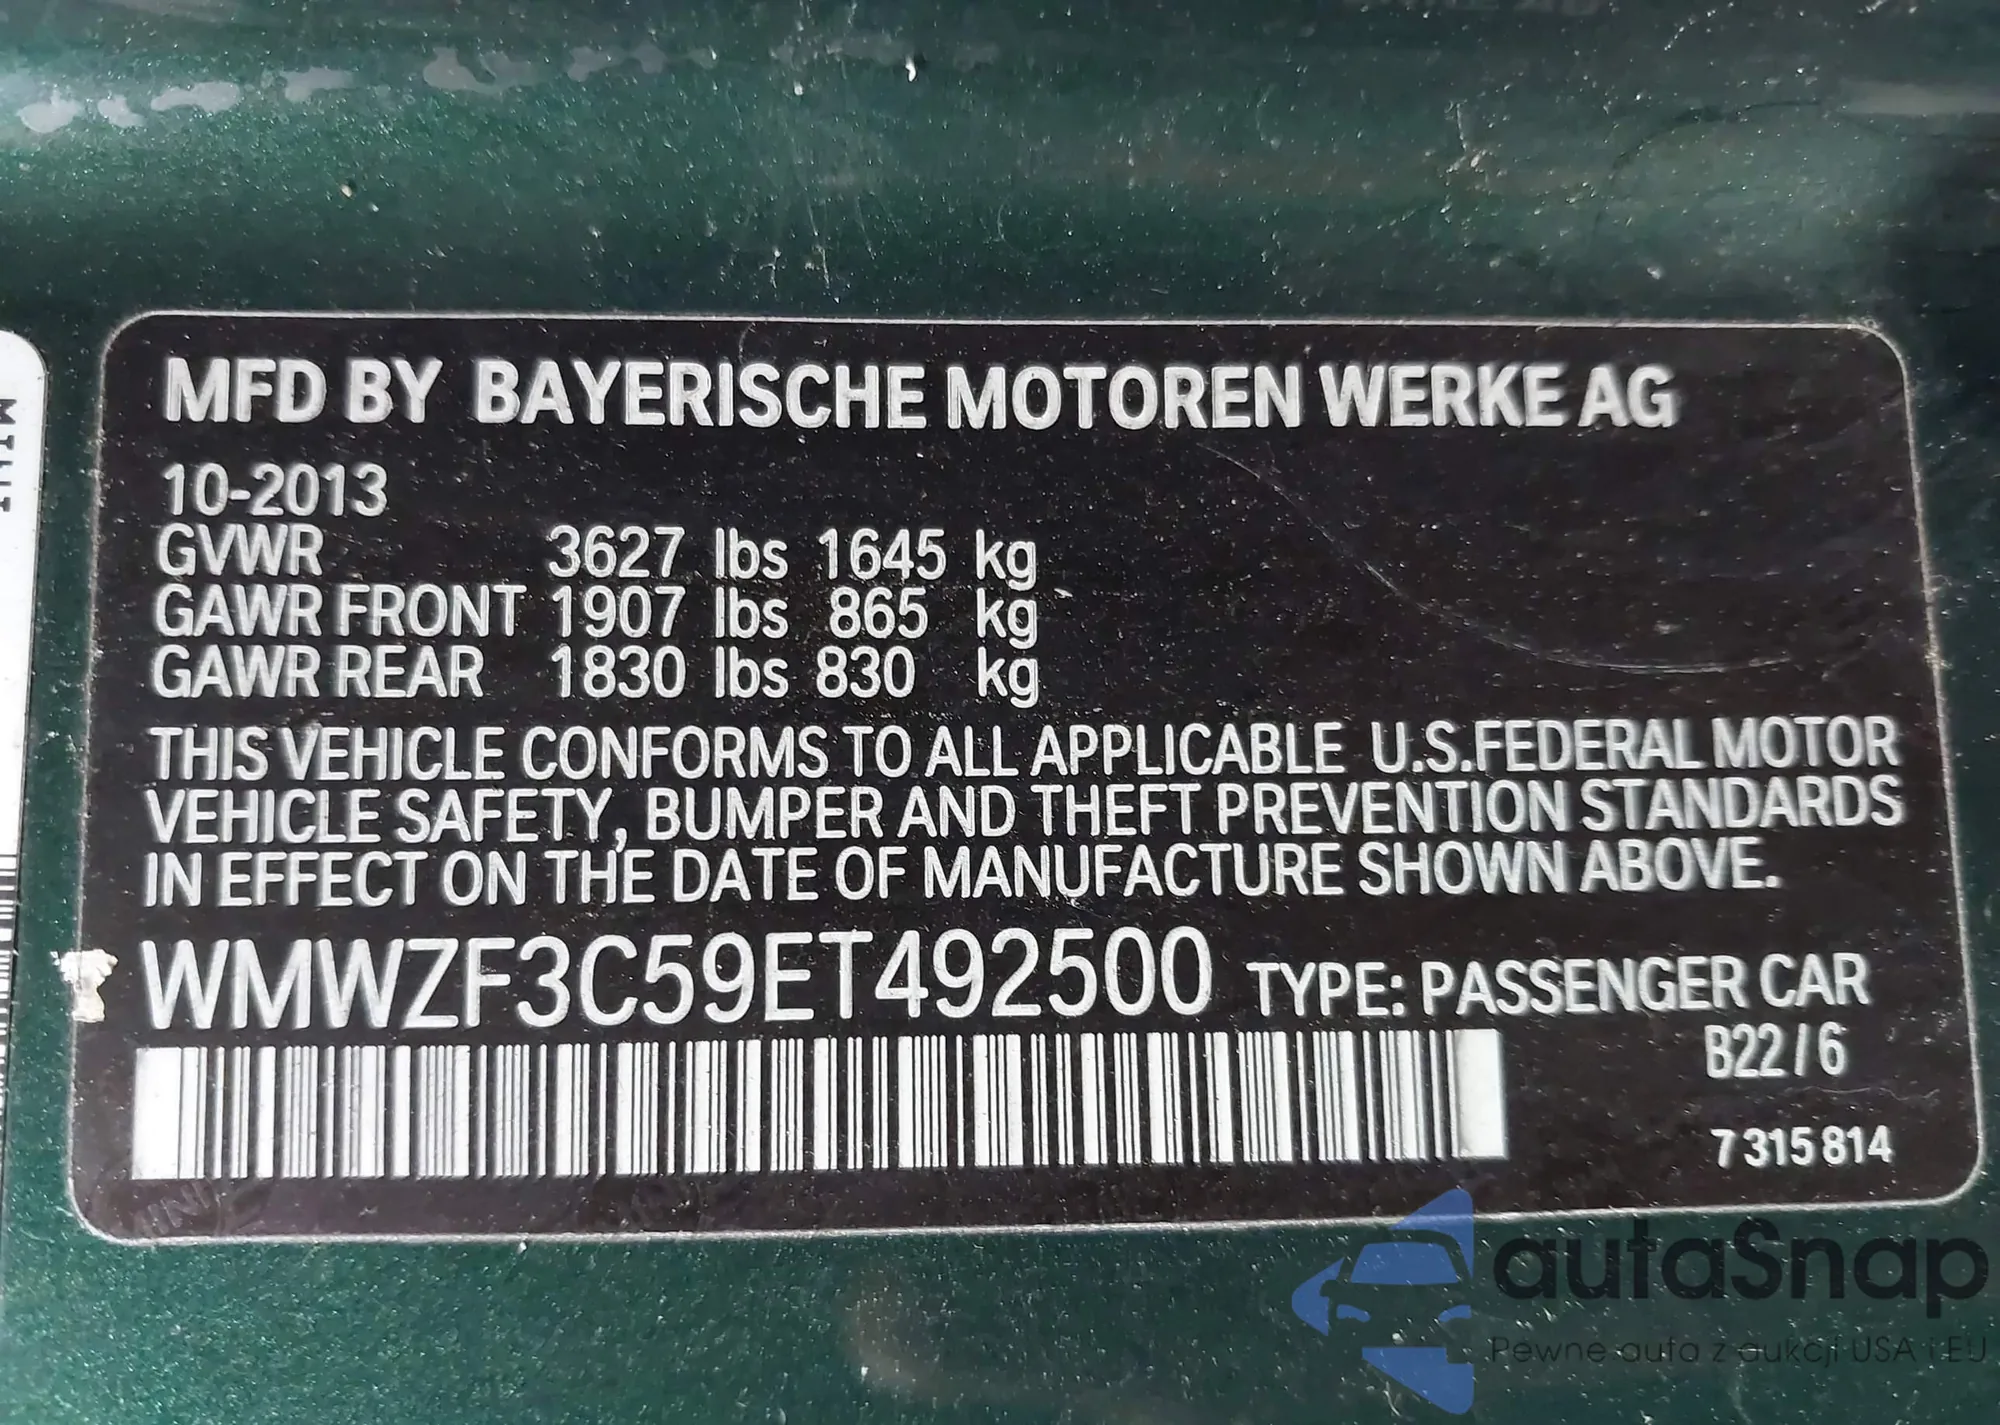 MFD BY BAYERISCHE MOTOREN WERKE AG
10-2013
GVWR 3627 lbs 1645 kg
GAWR FRONT 1907 lbs 865 kg
GAWR REAR 1830 lbs 830 kg
THIS VEHICLE CONFORMS TO ALL APPLICABLE U.S.FEDERAL MOTOR
VEHICLE SAFETY, BUMPER AND THEFT PREVENTION STANDARDS
IN EFFECT ON THE DATE OF MANUFACTURE SHOWN ABOVE.
WMWZF3C59ET492500 TYPE: PASSENGER CAR
B22/6
7 315 814
autaSnap
Pewne auta z aukcji USA i EU